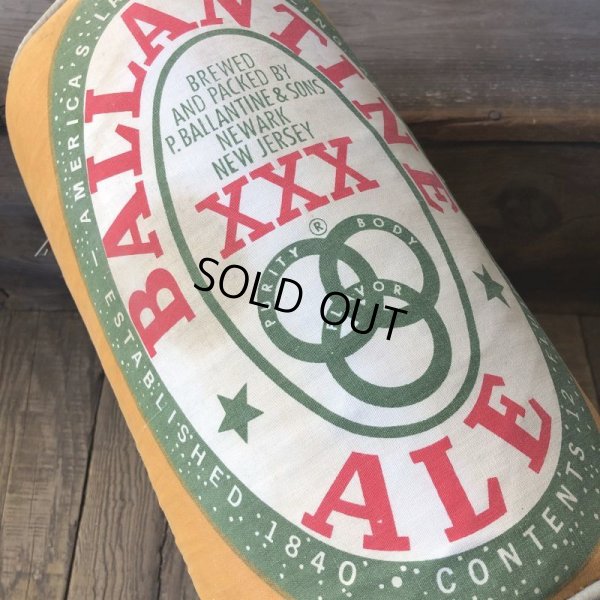 BALLANTINE
BREWED
AND PACKED BY
P. BALLANTINE & SONS
NEWARK
NEW JERSEY
XXX
®
PURITY BODY
FLAVOR
SOLD OUT
ALE
AMERICA'S
ESTABLISHED 1840 • CONTENTS 12